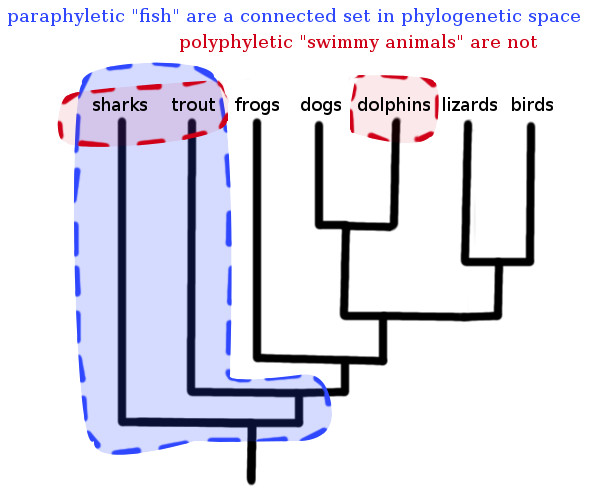 paraphyletic "fish" are a connected set in phylogenetic space
polyphyletic "swimmy animals" are not
sharks trout frogs dogs dolphins lizards birds